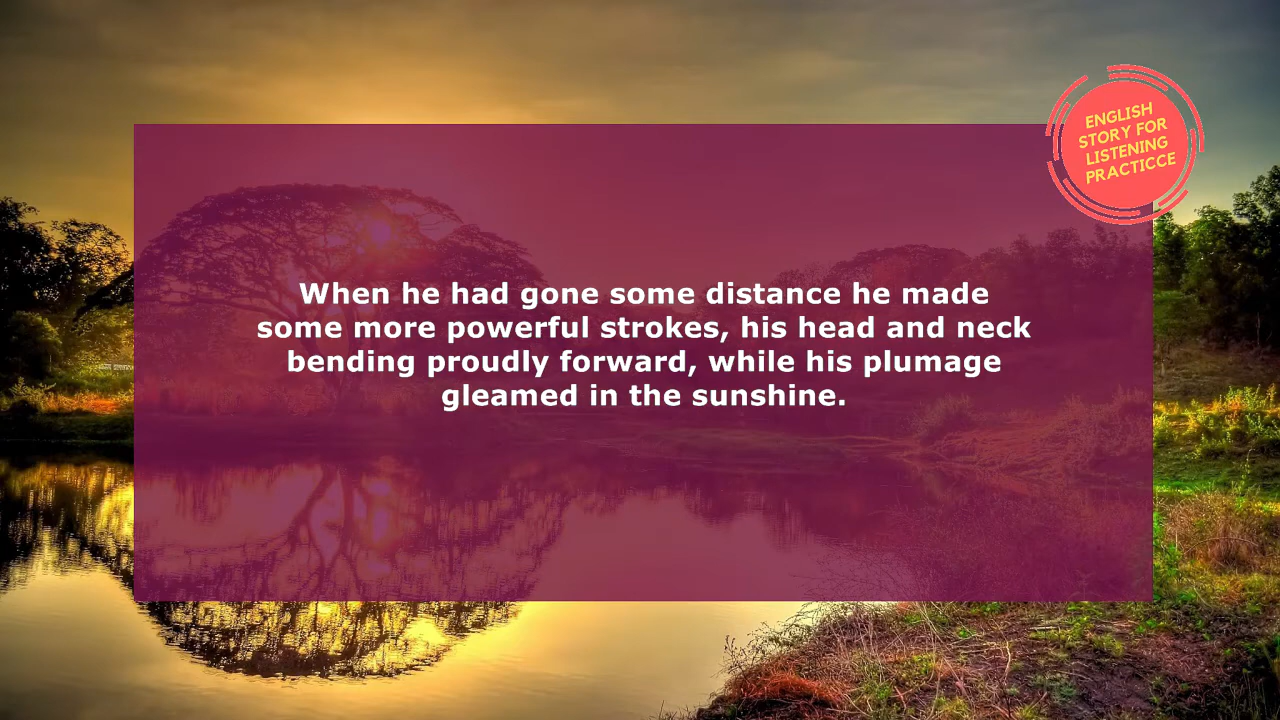 ENGLISH
STORY FOR
LISTENING
PRACTICCE
When he had gone some distance he made
some more powerful strokes, his head and neck
bending proudly forward, while his plumage
gleamed in the sunshine.